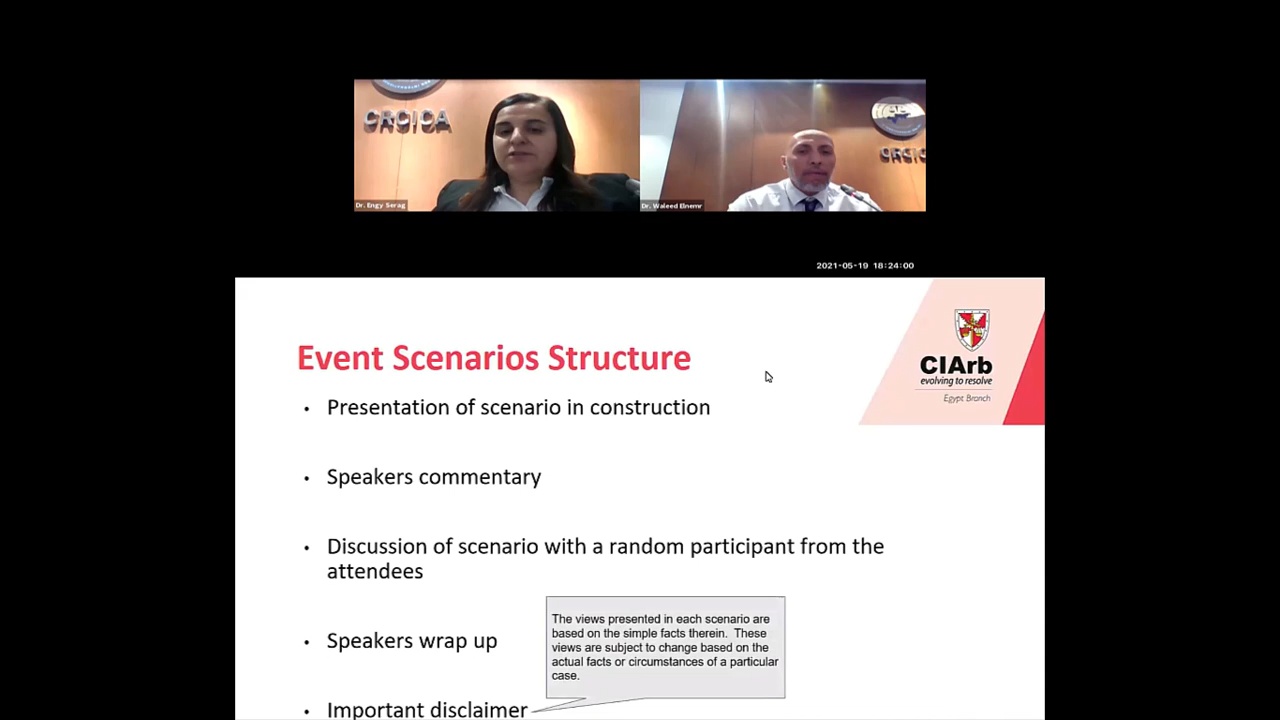 CRCICA
Dr. Engy Serag
CRCIC
Dr. Waleed Elnemr
2021-05-19 18:24:00
Event Scenarios Structure
CIArb
evolving to resolve
Egypt Branch
• Presentation of scenario in construction
• Speakers commentary
• Discussion of scenario with a random participant from the
attendees
• Speakers wrap up
The views presented in each scenario are
based on the simple facts therein. These
views are subject to change based on the
actual facts or circumstances of a particular
case.
• Important disclaimer